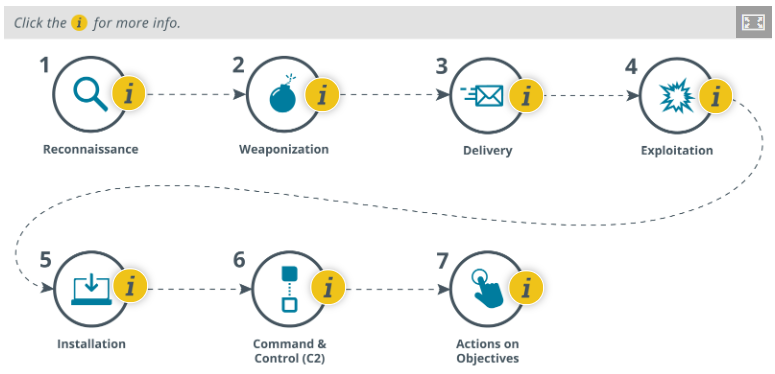 Click the i for more info.
1
i
2
i
3
i
4
i
Reconnaissance
Weaponization
Delivery
Exploitation
5
i
6
i
7
i
Installation
Command &
Control (C2)
Actions on
Objectives